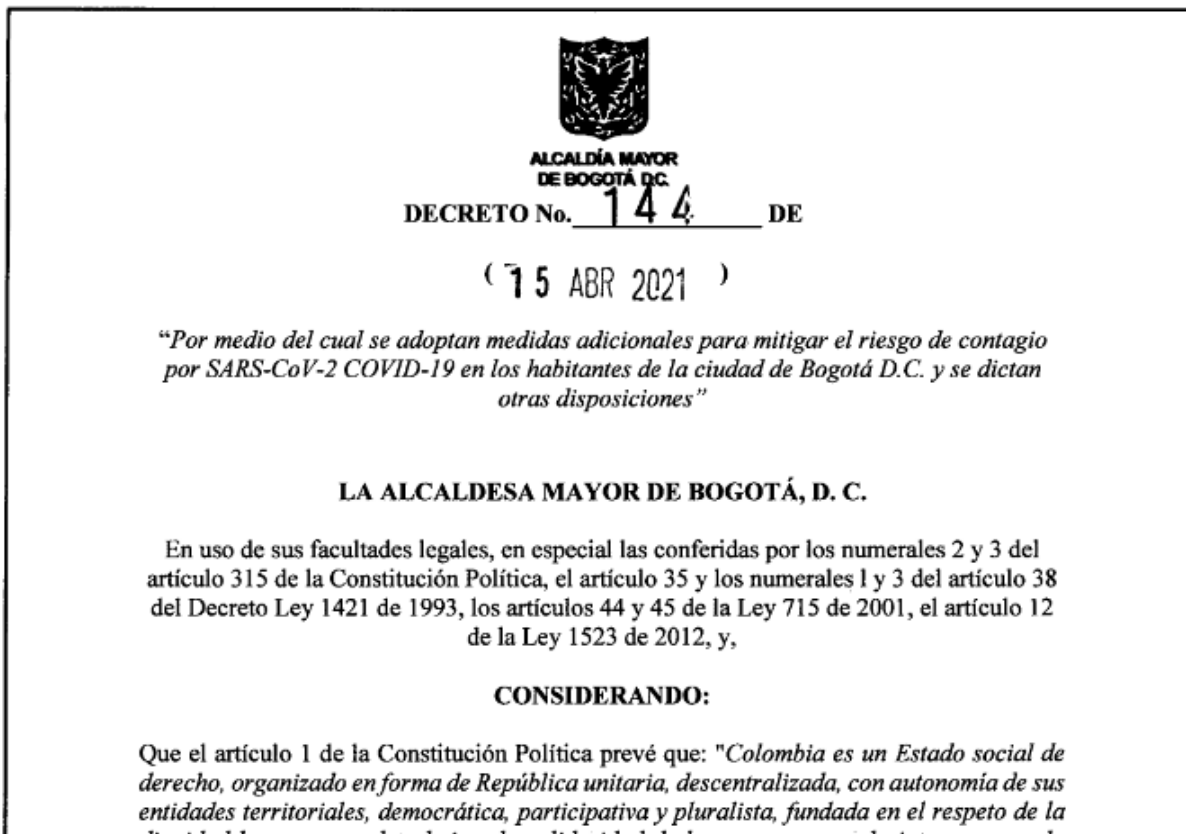 ALCALDÍA MAYOR
DE BOGOTÁ D.C.
DECRETO No. 144 DE
( 15 ABR 2021 )
“Por medio del cual se adoptan medidas adicionales para mitigar el riesgo de contagio
por SARS-CoV-2 COVID-19 en los habitantes de la ciudad de Bogotá D.C. y se dictan
otras disposiciones”
LA ALCALDESA MAYOR DE BOGOTÁ, D. C.
En uso de sus facultades legales, en especial las conferidas por los numerales 2 y 3 del
artículo 315 de la Constitución Política, el artículo 35 y los numerales 1 y 3 del artículo 38
del Decreto Ley 1421 de 1993, los artículos 44 y 45 de la Ley 715 de 2001, el artículo 12
de la Ley 1523 de 2012, y,
CONSIDERANDO:
Que el artículo 1 de la Constitución Política prevé que: "Colombia es un Estado social de
derecho, organizado en forma de República unitaria, descentralizada, con autonomía de sus
entidades territoriales, democrática, participativa y pluralista, fundada en el respeto de la